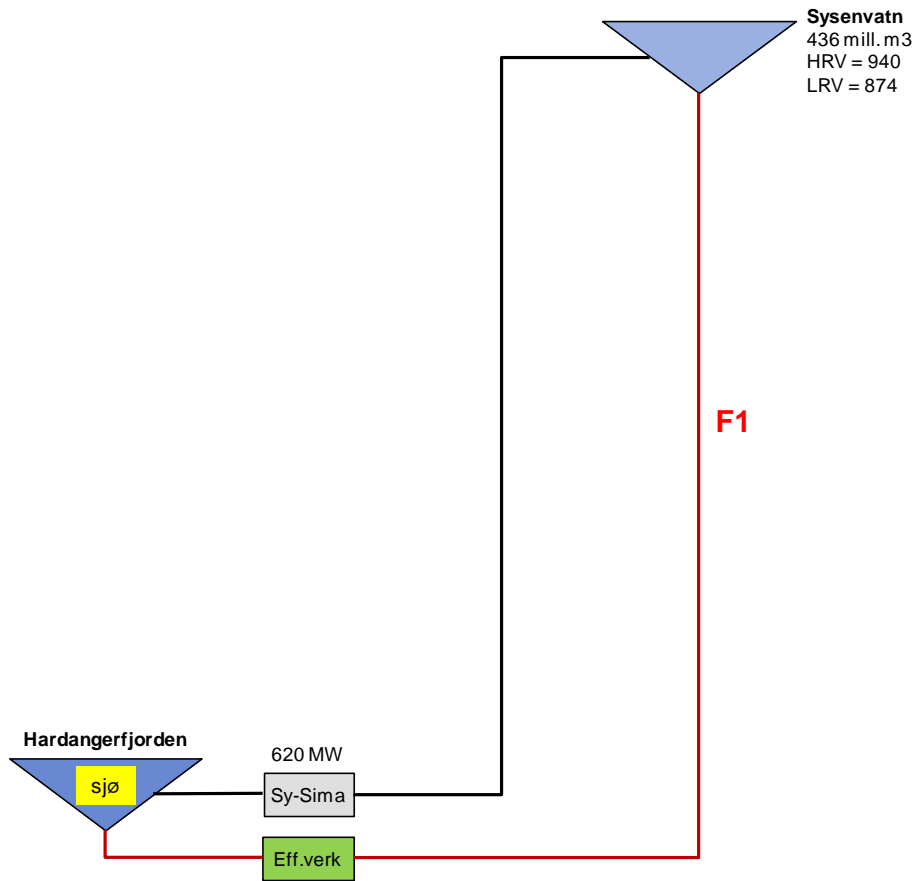 Sysenvatn
436 mill. m3
HRV = 940
LRV = 874
F1
Hardangerfjorden
sjø
620 MW
Sy-Sima
Eff.verk